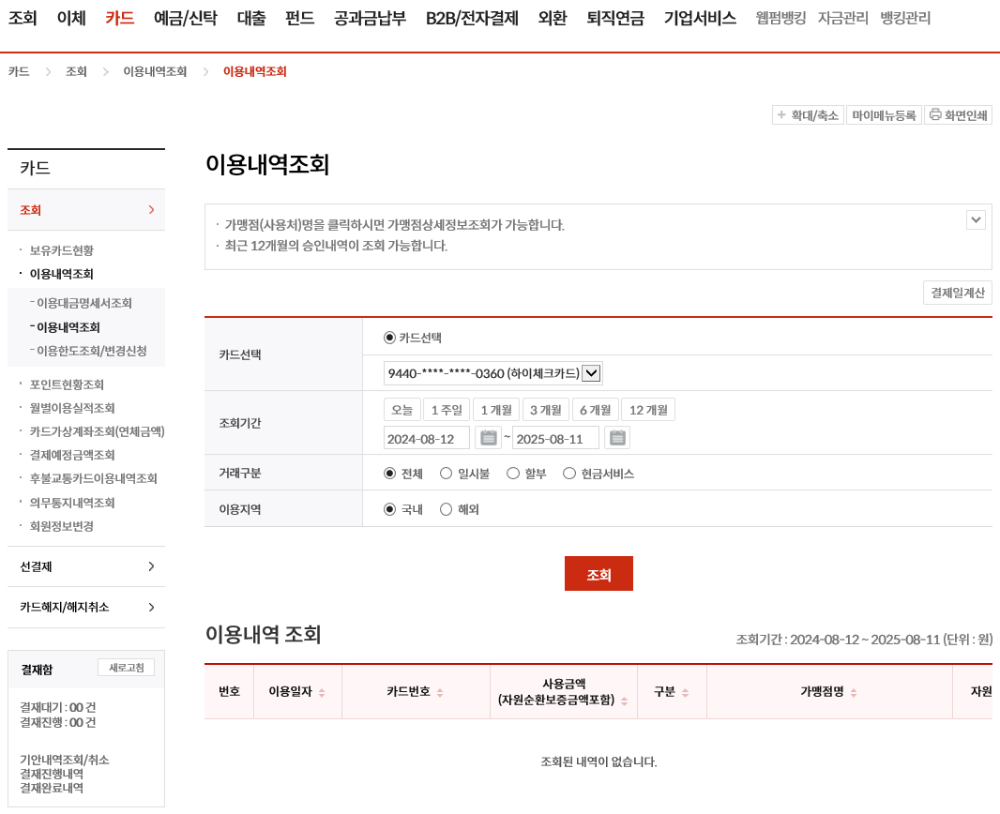 조회 이체 카드 예금/신탁 대출 펀드 공과금납부 B2B/전자결제 외환 퇴직연금 기업서비스 웹펌뱅킹 자금관리 뱅킹관리
카드 > 조회 > 이용내역조회 > 이용내역조회
+ 확대/축소 마이메뉴등록 화면인쇄
카드
조회
· 보유카드현황
· 이용내역조회
- 이용대금명세서조회
- 이용내역조회
- 이용한도조회/변경신청
· 포인트현황조회
· 월별이용실적조회
· 카드가상계좌조회(연체금액)
· 결제예정금액조회
· 후불교통카드이용내역조회
· 의무통지내역조회
· 회원정보변경
선결제
카드해지/해지취소
결재함 새로고침
결재대기 : 00 건
결재진행 : 00 건
기안내역조회/취소
결재진행내역
결재완료내역
이용내역조회
· 가맹점(사용처)명을 클릭하시면 가맹점상세정보조회가 가능합니다.
· 최근 12개월의 승인내역이 조회 가능합니다.
결제일계산
카드선택 카드선택
9440-****-****-0360 (하이체크카드)
조회기간 오늘 1 주일 1 개월 3 개월 6 개월 12 개월
2024-08-12 ~ 2025-08-11
거래구분 전체 일시불 할부 현금서비스
이용지역 국내 해외
조회
이용내역 조회
조회기간 : 2024-08-12 ~ 2025-08-11 (단위 : 원)
번호 이용일자 카드번호 사용금액 (자원순환보증금액포함) 구분 가맹점명 자원
조회된 내역이 없습니다.